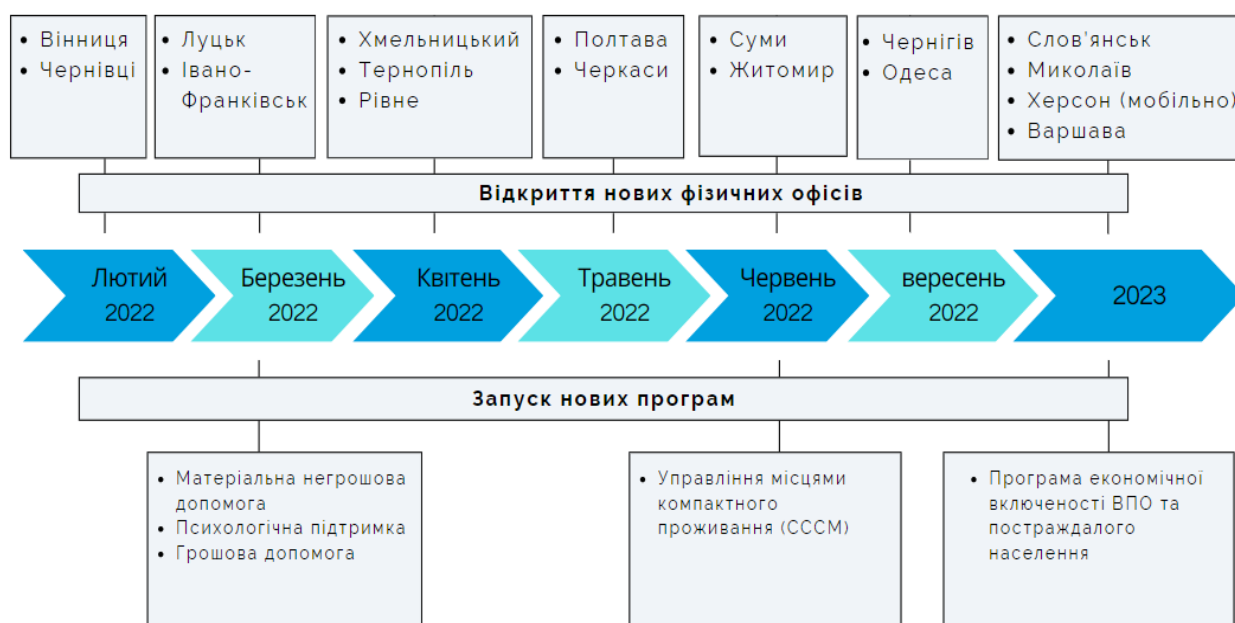 • Вінниця
• Чернівці
• Луцьк
• Івано-
Франківськ
• Хмельницький
• Тернопіль
• Рівне
• Полтава
• Черкаси
• Суми
• Житомир
• Чернігів
• Одеса
• Слов'янськ
• Миколаїв
• Херсон (мобільно)
• Варшава
Відкриття нових фізичних офісів
Лютий
2022
Березень
2022
Квітень
2022
Травень
2022
Червень
2022
вересень
2022
2023
Запуск нових програм
• Матеріальна негрошова
допомога
• Психологічна підтримка
• Грошова допомога
• Управління місцями
компактного
проживання (СССМ)
• Програма економічної
включеності ВПО та
постраждалого
населення